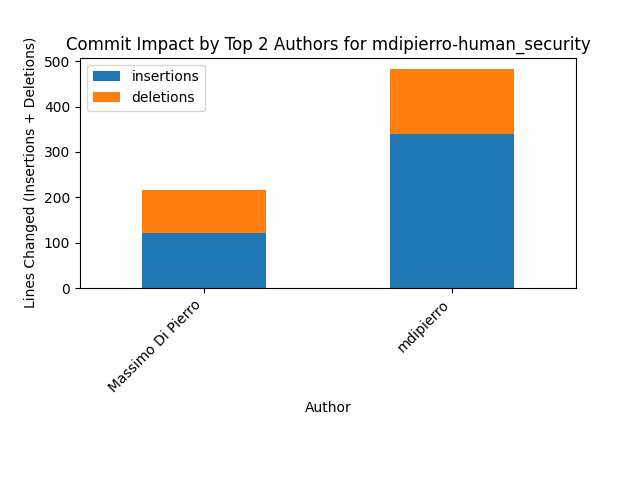 Commit Impact by Top 2 Authors for mdipierro-human_security
Lines Changed (Insertions + Deletions)
500
400
300
200
100
0
insertions
deletions
Massimo Di Pierro
mdipierro
Author